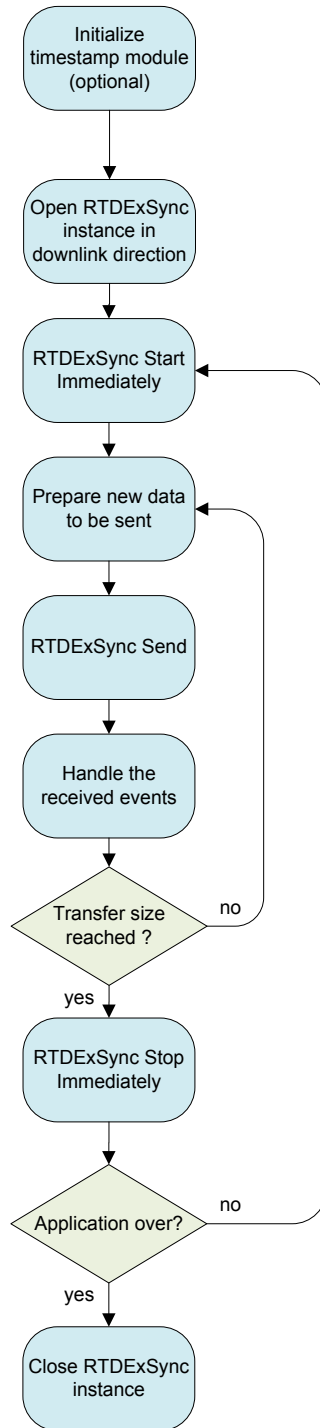 Initialize
timestamp module
(optional)
Open RTDExSync
instance in
downlink direction
RTDExSync Start
Immediately
Prepare new data
to be sent
RTDExSync Send
Handle the
received events
Transfer size
reached ?
no
yes
RTDExSync Stop
Immediately
Application over?
no
yes
Close RTDExSync
instance